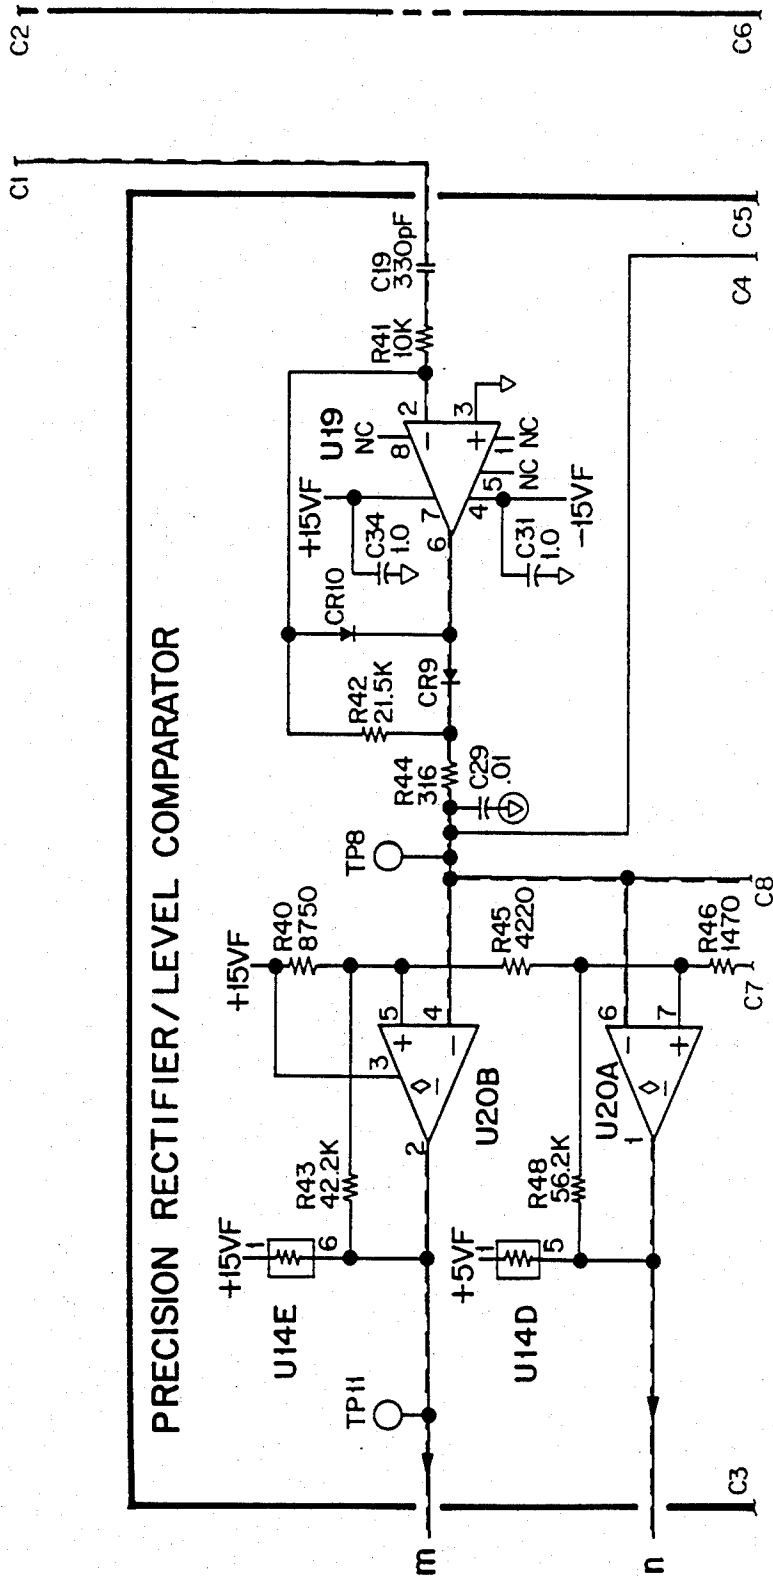 PRECISION RECTIFIER/LEVEL COMPARATOR
C1
C2
C3
C4
C5
C6
C7
C8
m
n
TP11
+15VF
1
6
U14E
R43
42.2K
+15VF
R40
8750
3
5
+
4
−
2
U20B
TP8
R44
316
C29
.01
R42
21.5K
CR9
CR10
+15VF
C34
1.0
7
6
4
C31
1.0
−15VF
U19
NC
8
2
−
+
3
1
NC
5
NC
R41
10K
C19
330pF
+5VF
1
5
U14D
R48
56.2K
R45
4220
U20A
6
−
7
+
1
R46
1470